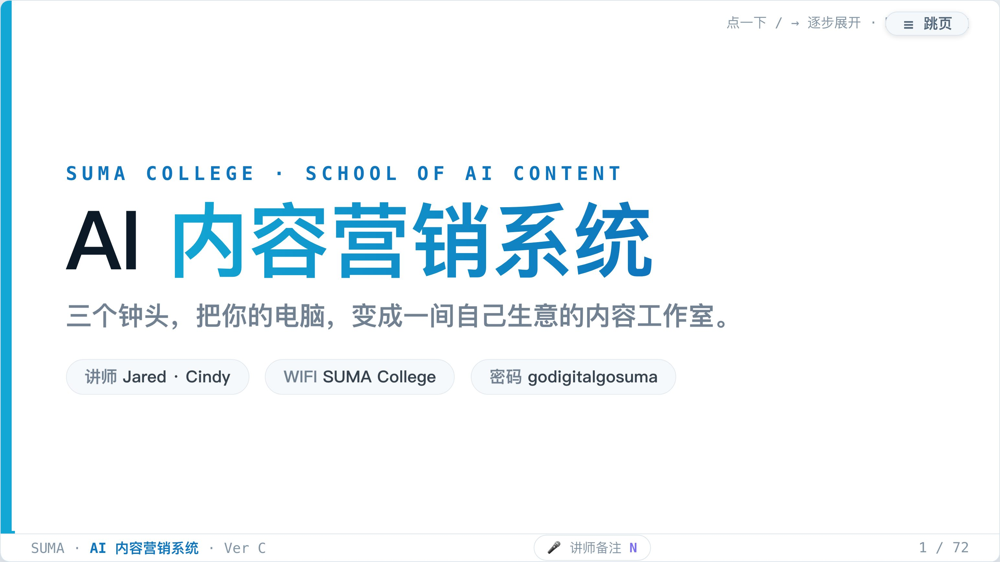 点一下 / → 逐步展开 ·
≡ 跳页
SUMA COLLEGE · SCHOOL OF AI CONTENT
AI 内容营销系统
三个钟头，把你的电脑，变成一间自己生意的内容工作室。
讲师 Jared · Cindy
WIFI SUMA College
密码 godigitalgosuma
SUMA · AI 内容营销系统 · Ver C
🎤 讲师备注 N
1 / 72